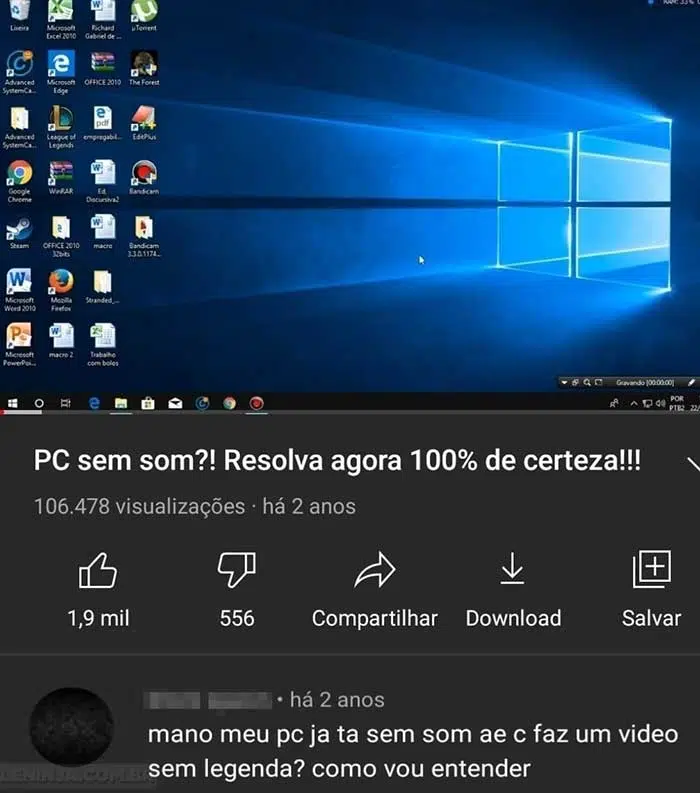 RAM: 33%
Lixeira
Microsoft Excel 2010
Richard Gabriel de ...
µTorrent
Advanced SystemCa...
Microsoft Edge
OFFICE 2010
The Forest
Advanced SystemCa...
League of Legends
empregabil...
EditPlus
Google Chrome
WinRAR
Ed. Discursiva2
Bandicam
Steam
OFFICE 2010 32bits
macro
Bandicam 3.3.0.1174...
Microsoft Word 2010
Mozilla Firefox
Stranded_...
Microsoft PowerPoi...
macro 2
Trabalho com boles
Gravando [00:00:00]
POR
PTB2
22/
PC sem som?! Resolva agora 100% de certeza!!!
106.478 visualizações · há 2 anos
1,9 mil
556
Compartilhar
Download
Salvar
• há 2 anos
mano meu pc ja ta sem som ae c faz um video
sem legenda? como vou entender